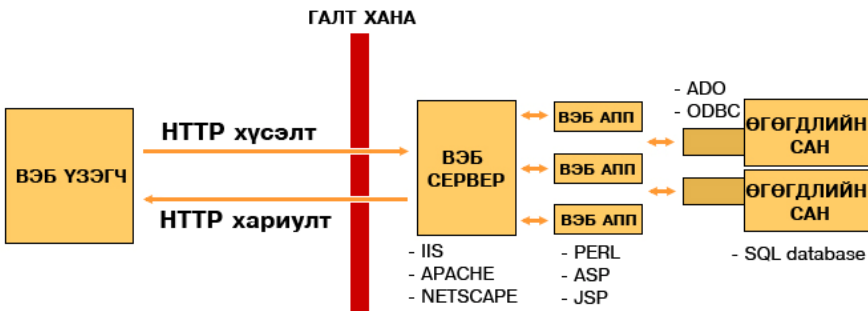 ГАЛТ ХАНА
ВЭБ ҮЗЭГЧ
HTTP хүсэлт
HTTP хариулт
ВЭБ
СЕРВЕР
- IIS
- APACHE
- NETSCAPE
ВЭБ АПП
ВЭБ АПП
ВЭБ АПП
- PERL
- ASP
- JSP
- ADO
- ODBC
ӨГӨГДЛИЙН
САН
ӨГӨГДЛИЙН
САН
- SQL database